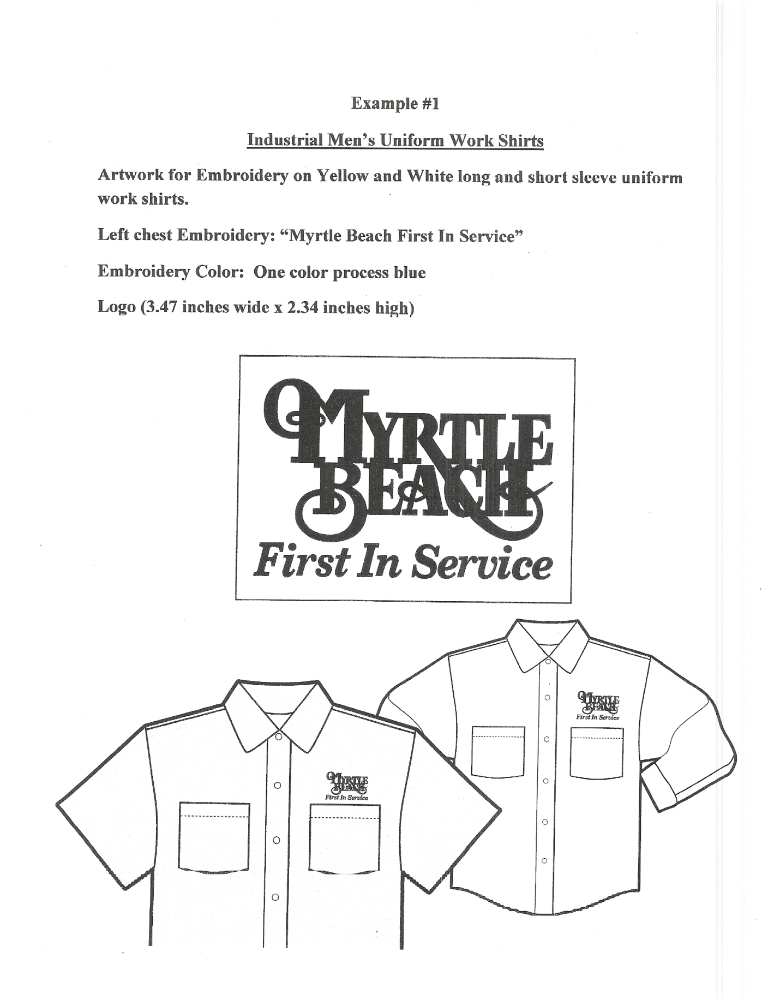 Example #1
Industrial Men's Uniform Work Shirts
Artwork for Embroidery on Yellow and White long and short sleeve uniform
work shirts.
Left chest Embroidery: “Myrtle Beach First In Service”
Embroidery Color:  One color process blue
Logo (3.47 inches wide x 2.34 inches high)
MYRTLE
BEACH
First In Service
MYRTLE
BEACH
First In Service
MYRTLE
BEACH
First In Service